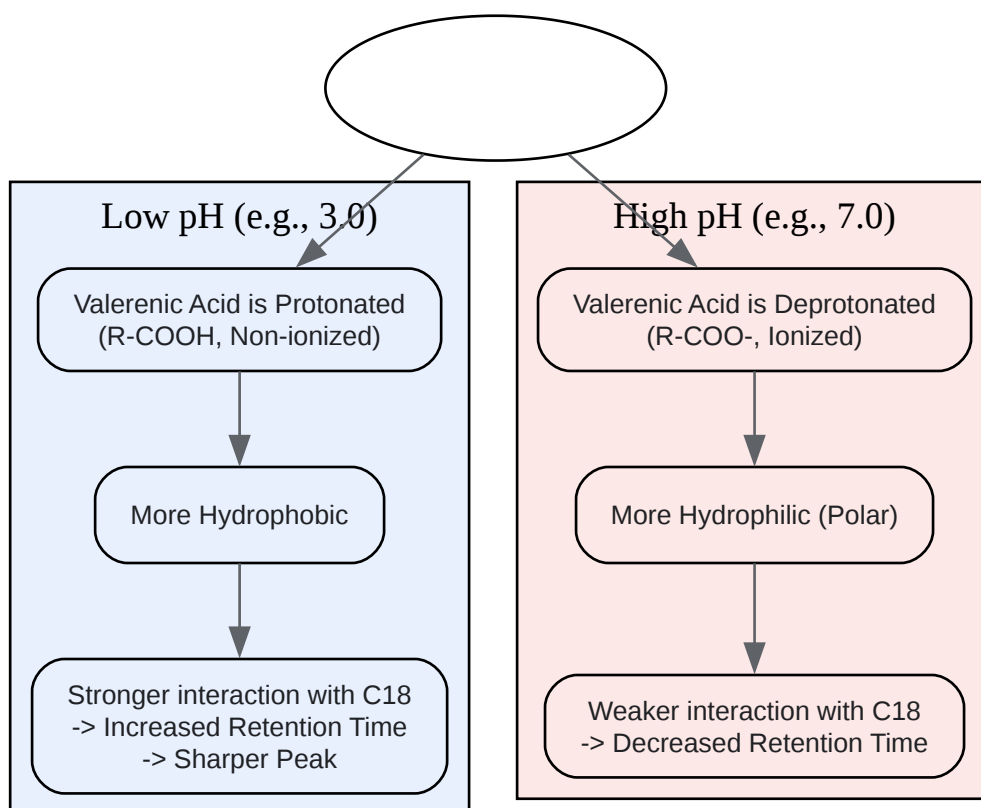 Low pH (e.g., 3.0)
Valerenic Acid is Protonated
(R-COOH, Non-ionized)
More Hydrophobic
Stronger interaction with C18
-> Increased Retention Time
-> Sharper Peak
High pH (e.g., 7.0)
Valerenic Acid is Deprotonated
(R-COO-, Ionized)
More Hydrophilic (Polar)
Weaker interaction with C18
-> Decreased Retention Time